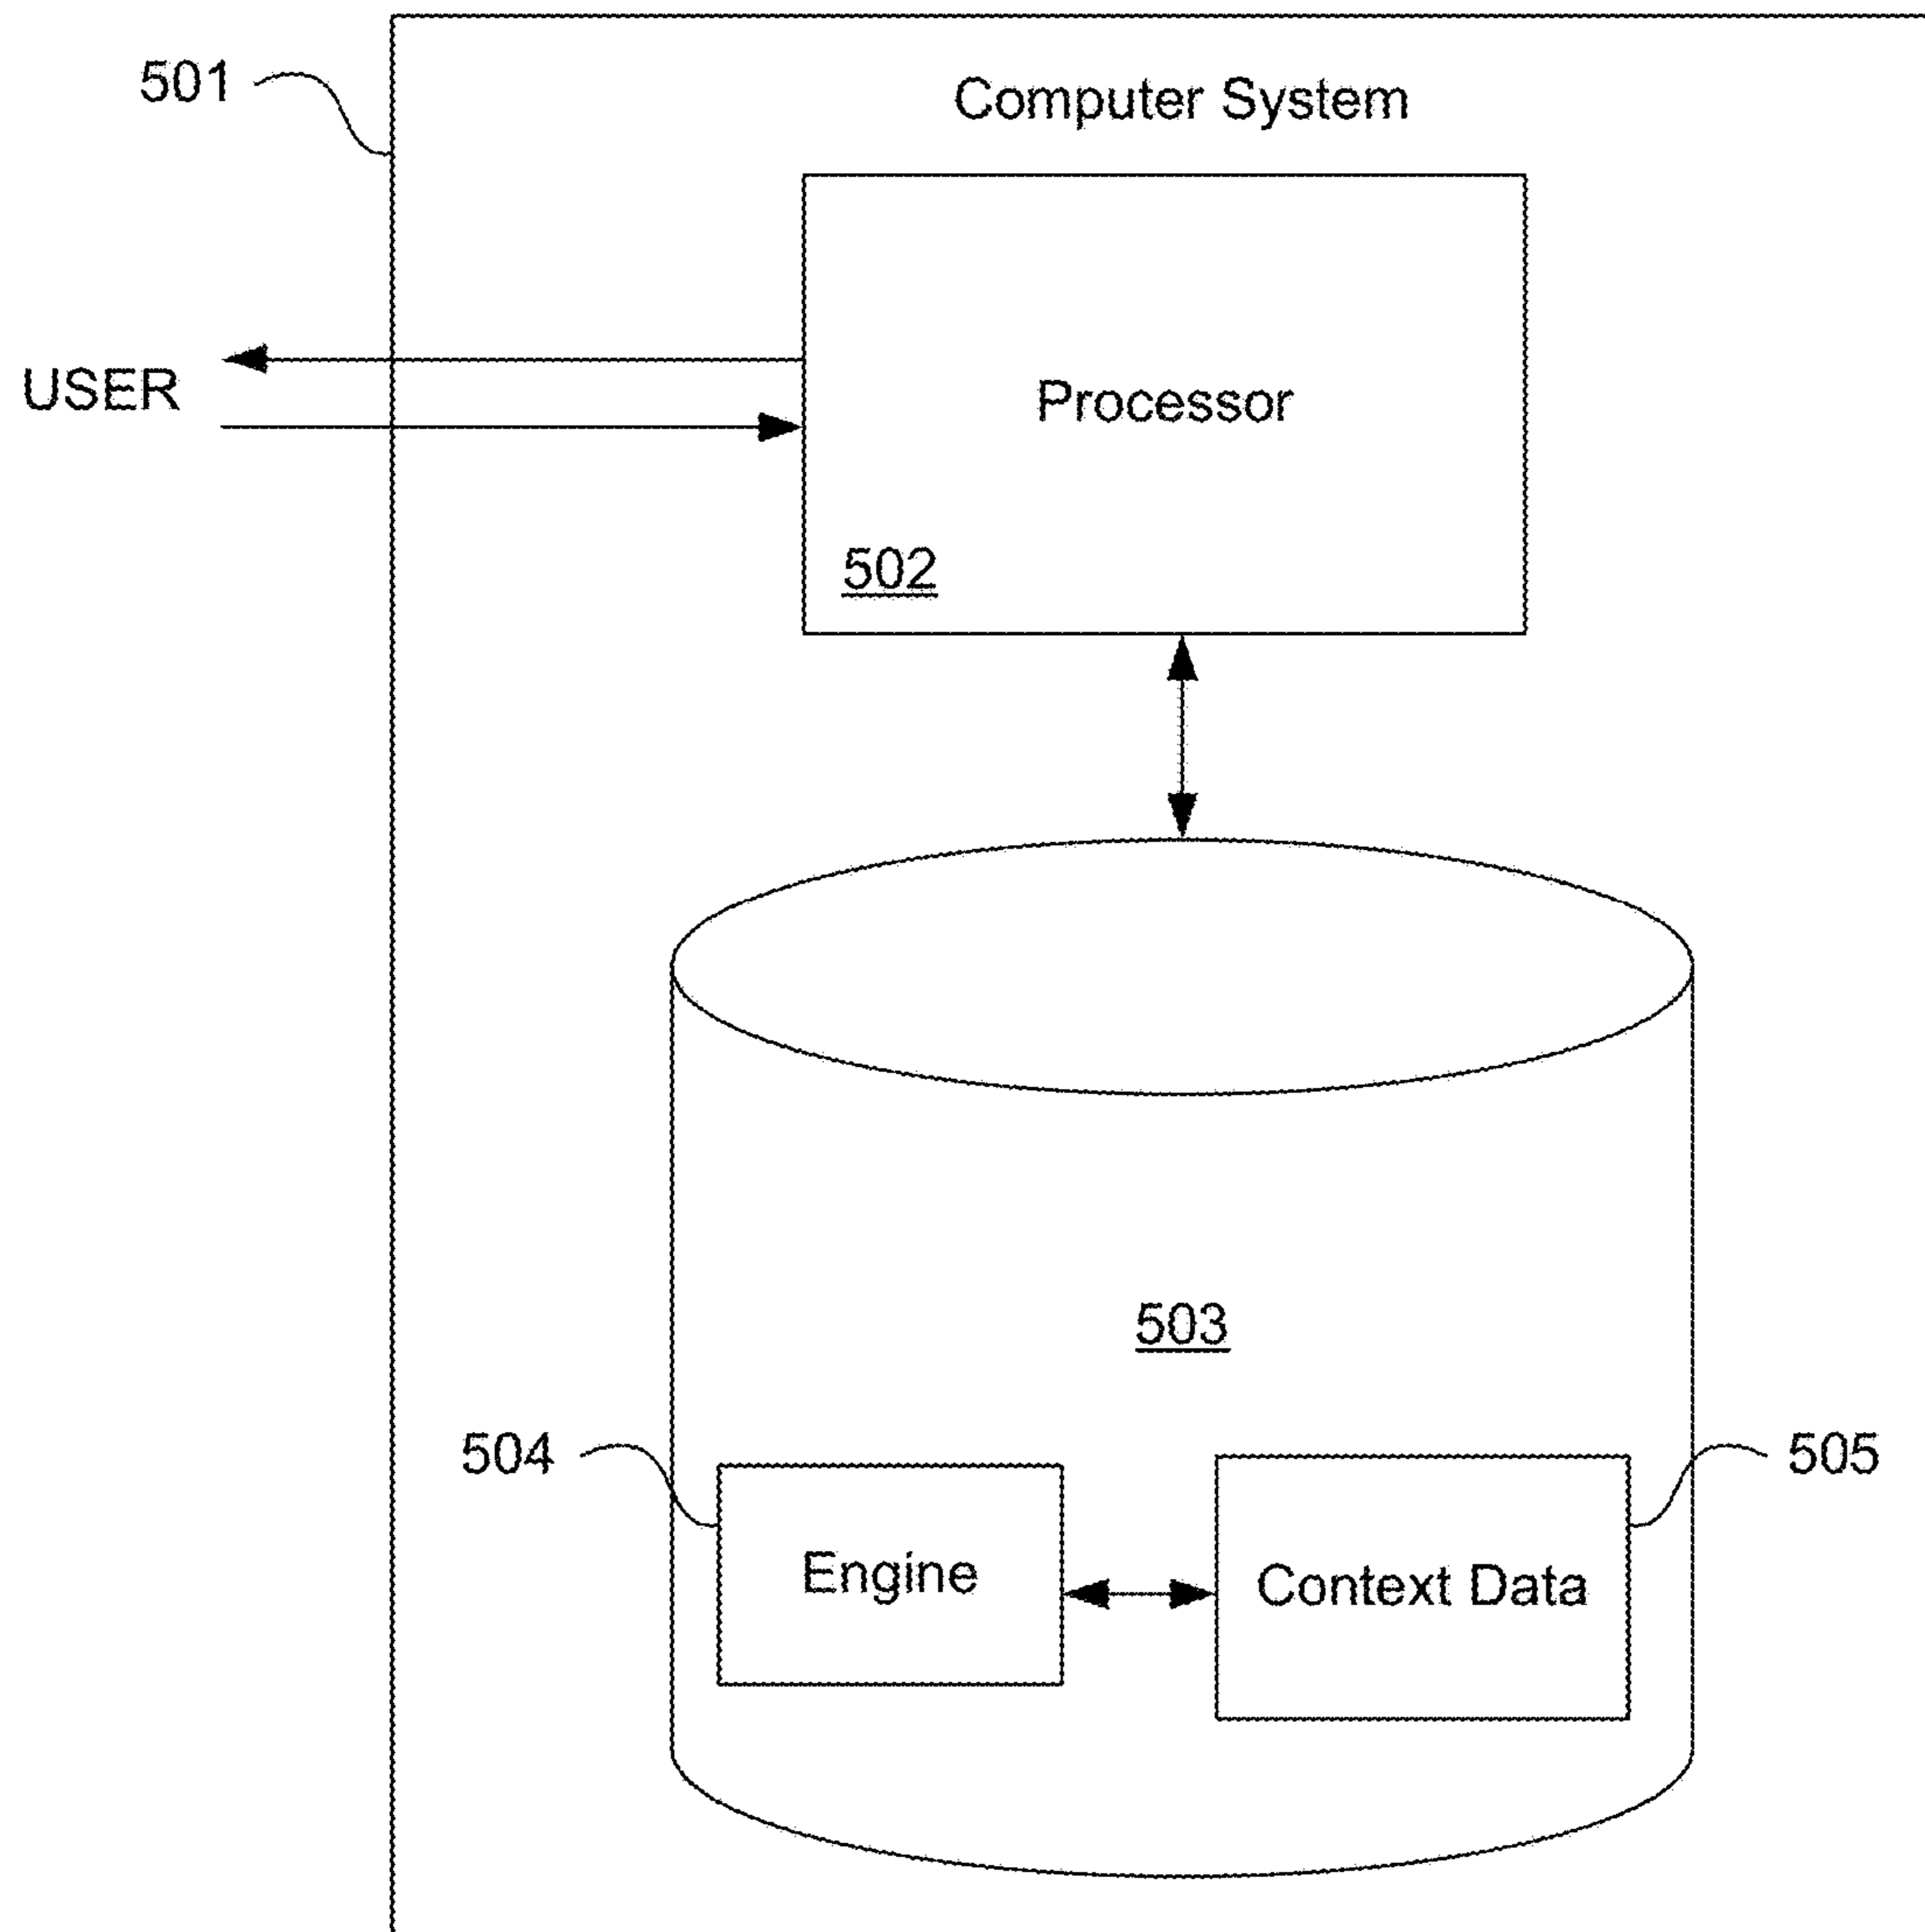 501
Computer System
USER
Processor
502
503
504
505
Engine
Context Data